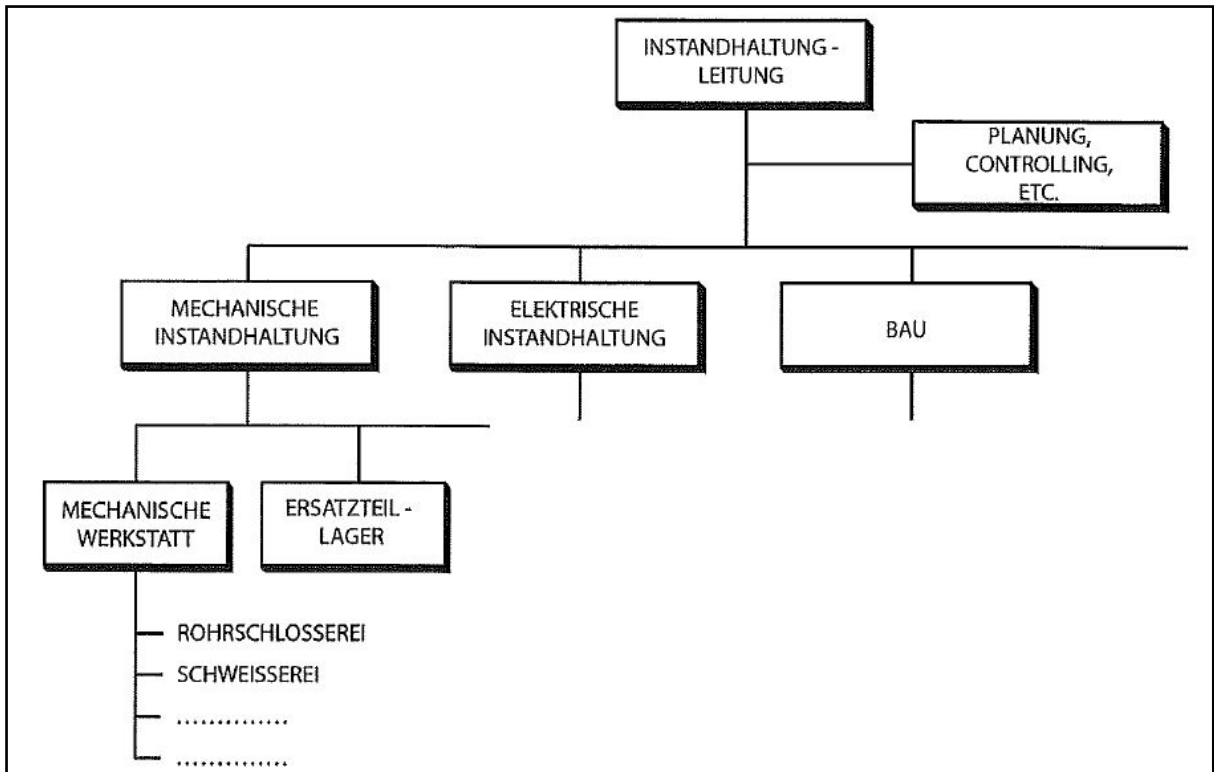 INSTANDHALTUNG -
LEITUNG
PLANUNG,
CONTROLLING,
ETC.
MECHANISCHE
INSTANDHALTUNG
ELEKTRISCHE
INSTANDHALTUNG
BAU
MECHANISCHE
WERKSTATT
ERSATZTEIL -
LAGER
ROHRSCHLOSSEREI
SCHWEISSEREI
..............
..............